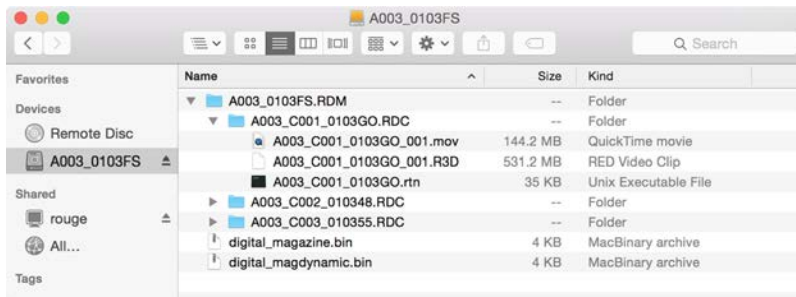 A003_0103FS
Search
Favorites
Devices
Remote Disc
A003_0103FS
Shared
rouge
All...
Tags
Name Size Kind
A003_0103FS.RDM -- Folder
A003_C001_0103GO.RDC -- Folder
A003_C001_0103GO_001.mov 144.2 MB QuickTime movie
A003_C001_0103GO_001.R3D 531.2 MB RED Video Clip
A003_C001_0103GO.rtn 35 KB Unix Executable File
A003_C002_010348.RDC -- Folder
A003_C003_010355.RDC -- Folder
digital_magazine.bin 4 KB MacBinary archive
digital_magdynamic.bin 4 KB MacBinary archive